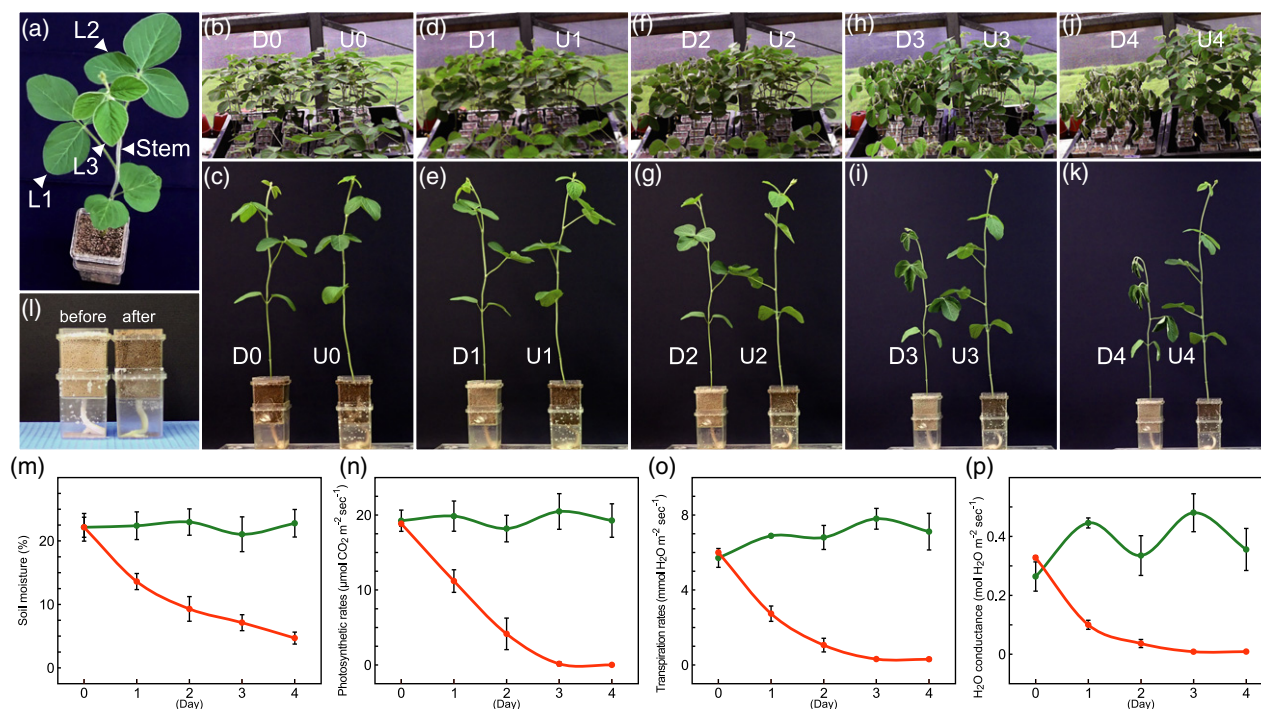 (a)
L2
L3
Stem
L1
(b)
D0 U0
(d)
D1 U1
(f)
D2 U2
(h)
D3 U3
(j)
D4 U4
(c)
D0 U0
(e)
D1 U1
(g)
D2 U2
(i)
D3 U3
(k)
D4 U4
(l)
before after
(m)
Soil moisture (%)
20
10
0
0 1 2 3 4
(Day)
(n)
Photosynthetic rates (µmol CO₂ m⁻² sec⁻¹)
20
10
0
0 1 2 3 4
(Day)
(o)
Transpiration rates (mmol H₂O m⁻² sec⁻¹)
8
4
0
0 1 2 3 4
(Day)
(p)
H₂O conductance (mol H₂O m⁻² sec⁻¹)
0.4
0.2
0
0 1 2 3 4
(Day)